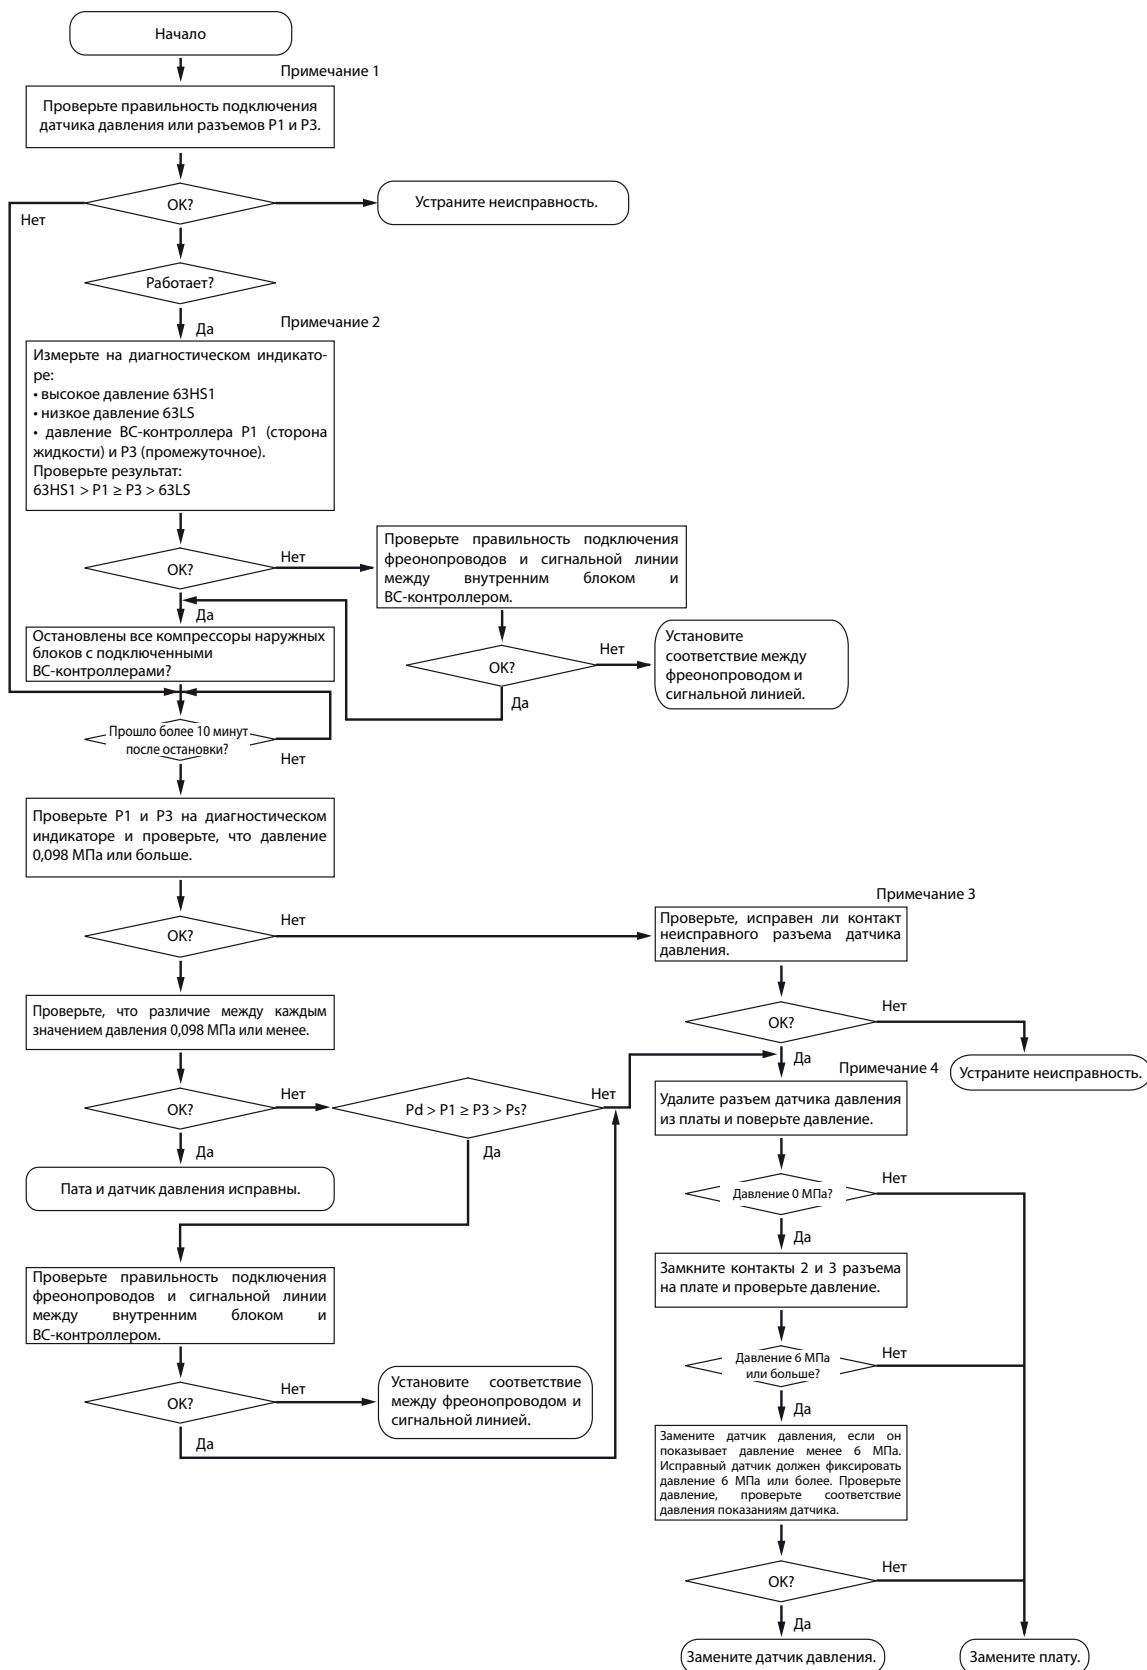 Начало
Примечание 1
Проверьте правильность подключения
датчика давления или разъемов P1 и P3.
OK?
Устраните неисправность.
Нет
Работает?
Да
Примечание 2
Измерьте на диагностическом индикато-
ре:
• высокое давление 63HS1
• низкое давление 63LS
• давление BC-контроллера P1 (сторона
жидкости) и P3 (промежуточное).
Проверьте результат:
63HS1 > P1 ≥ P3 > 63LS
OK?
Нет
Проверьте правильность подключения
фреонопроводов и сигнальной линии
между внутренним блоком и
BC-контроллером.
Да
Остановлены все компрессоры наружных
блоков с подключенными
BC-контроллерами?
OK?
Нет
Установите
соответствие между
фреонопроводом и
сигнальной линией.
Да
Прошло более 10 минут
после остановки?
Нет
Проверьте P1 и P3 на диагностическом
индикаторе и проверьте, что давление
0,098 МПа или больше.
OK?
Нет
Примечание 3
Проверьте, исправен ли контакт
неисправного разъема датчика
давления.
Проверьте, что различие между каждым
значением давления 0,098 МПа или менее.
OK?
Нет
Да
Устраните неисправность.
OK?
Нет
Pd > P1 ≥ P3 > Ps?
Нет
Да
Да
Пата и датчик давления исправны.
Примечание 4
Удалите разъем датчика давления
из платы и поверьте давление.
Давление 0 МПа?
Нет
Да
Замкните контакты 2 и 3 разъема
на плате и проверьте давление.
Проверьте правильность подключения
фреонопроводов и сигнальной линии
между внутренним блоком и
BC-контроллером.
Давление 6 МПа
или больше?
Нет
Да
OK?
Нет
Установите соответствие
между фреонопроводом и
сигнальной линией.
Да
Замените датчик давления, если он
показывает давление менее 6 МПа.
Исправный датчик должен фиксировать
давление 6 МПа или более. Проверьте
давление, проверьте соответствие
давления показаниям датчика.
OK?
Нет
Да
Замените датчик давления.
Замените плату.